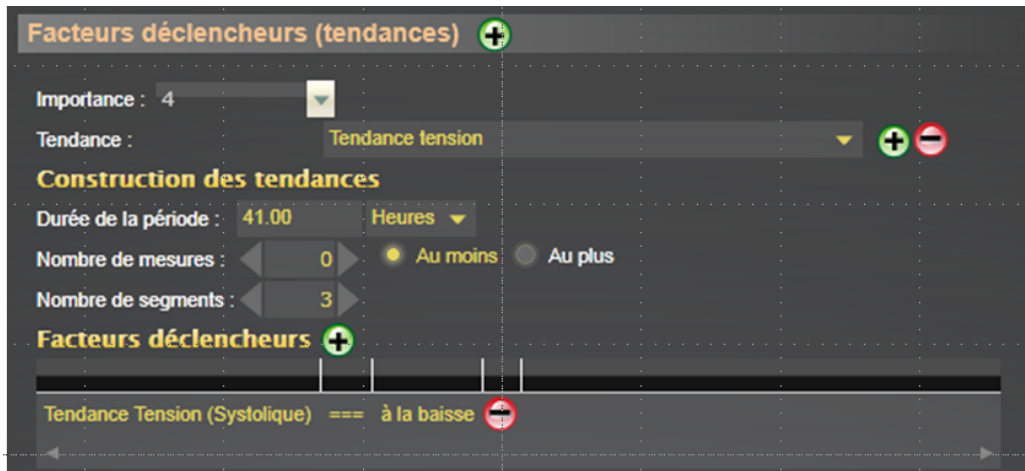 Facteurs déclencheurs (tendances)
Importance : 4
Tendance : Tendance tension
Construction des tendances
Durée de la période : 41.00 Heures
Nombre de mesures : 0 Au moins Au plus
Nombre de segments : 3
Facteurs déclencheurs
Tendance Tension (Systolique) === à la baisse